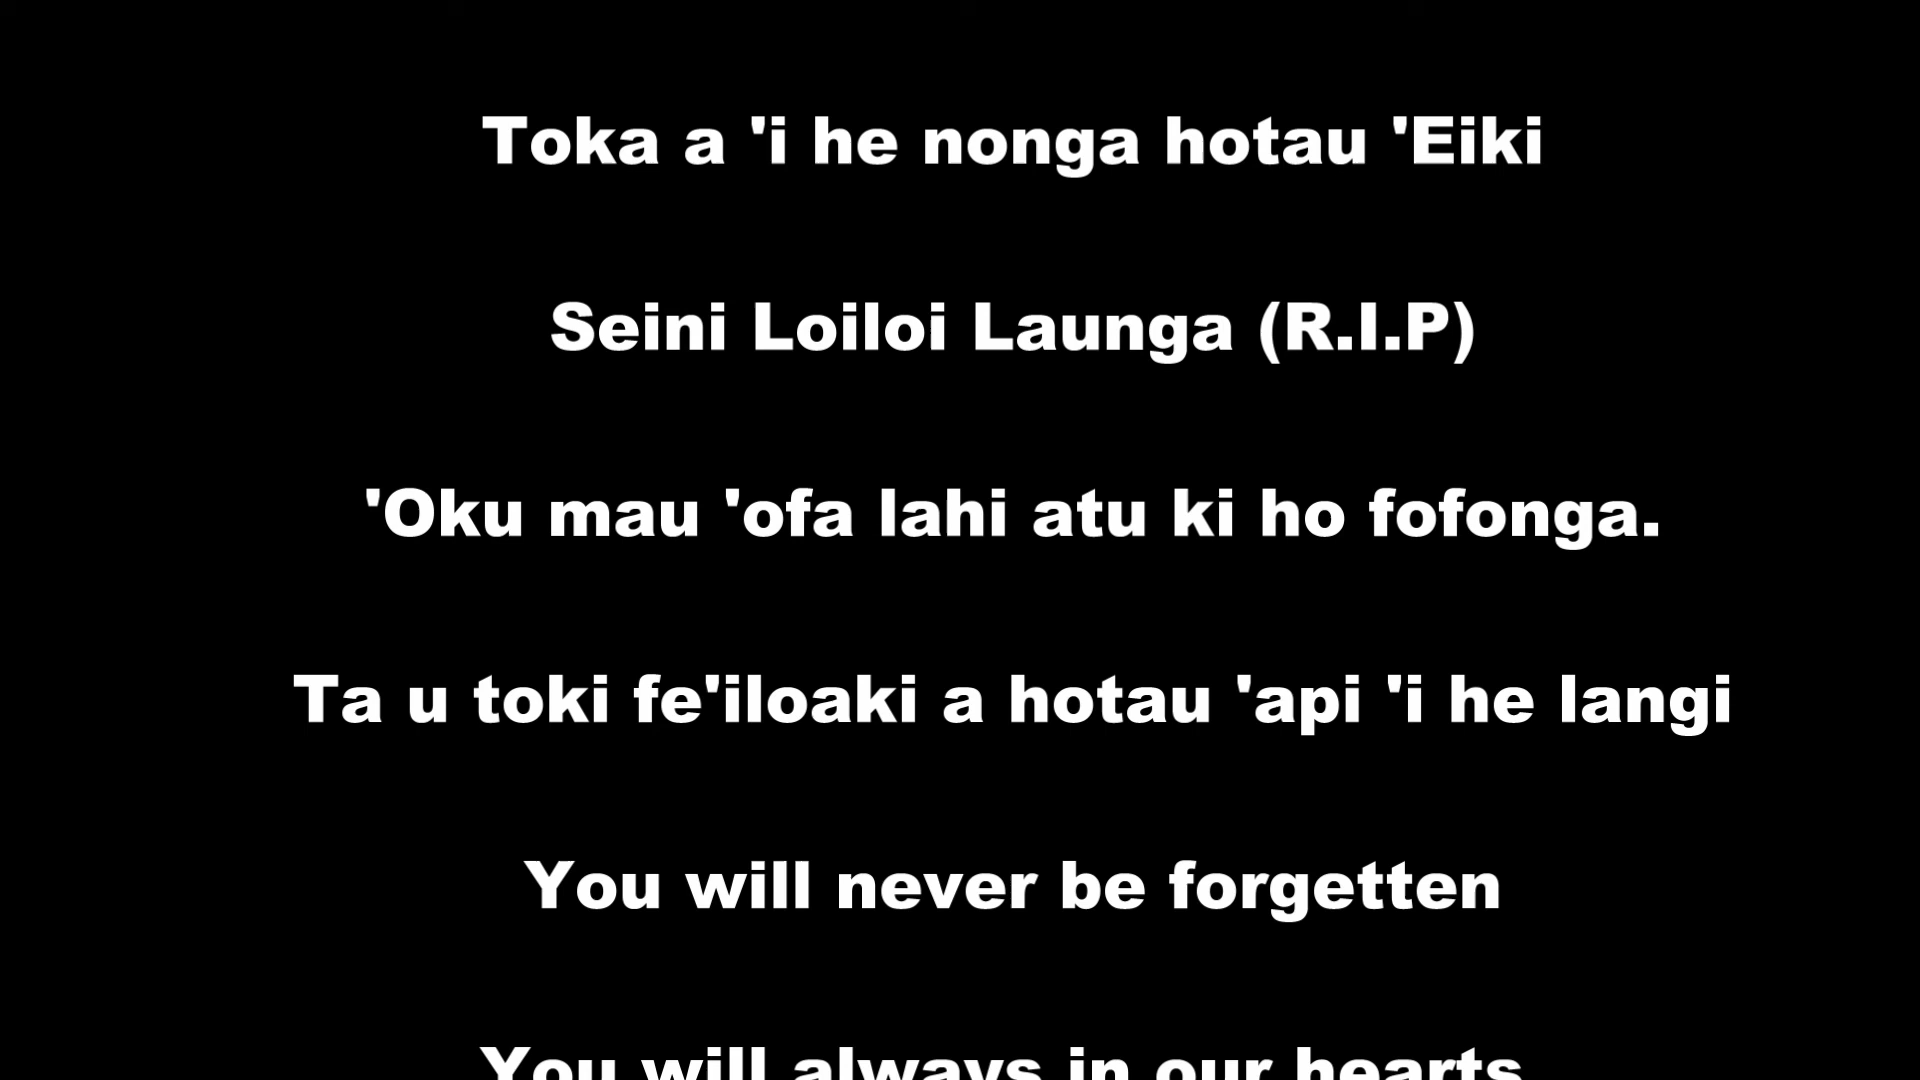 Toka a 'i he nonga hotau 'Eiki
Seini Loiloi Launga (R.I.P)
'Oku mau 'ofa lahi atu ki ho fofonga.
Ta u toki fe'iloaki a hotau 'api 'i he langi
You will never be forgetten
You will always in our hearts